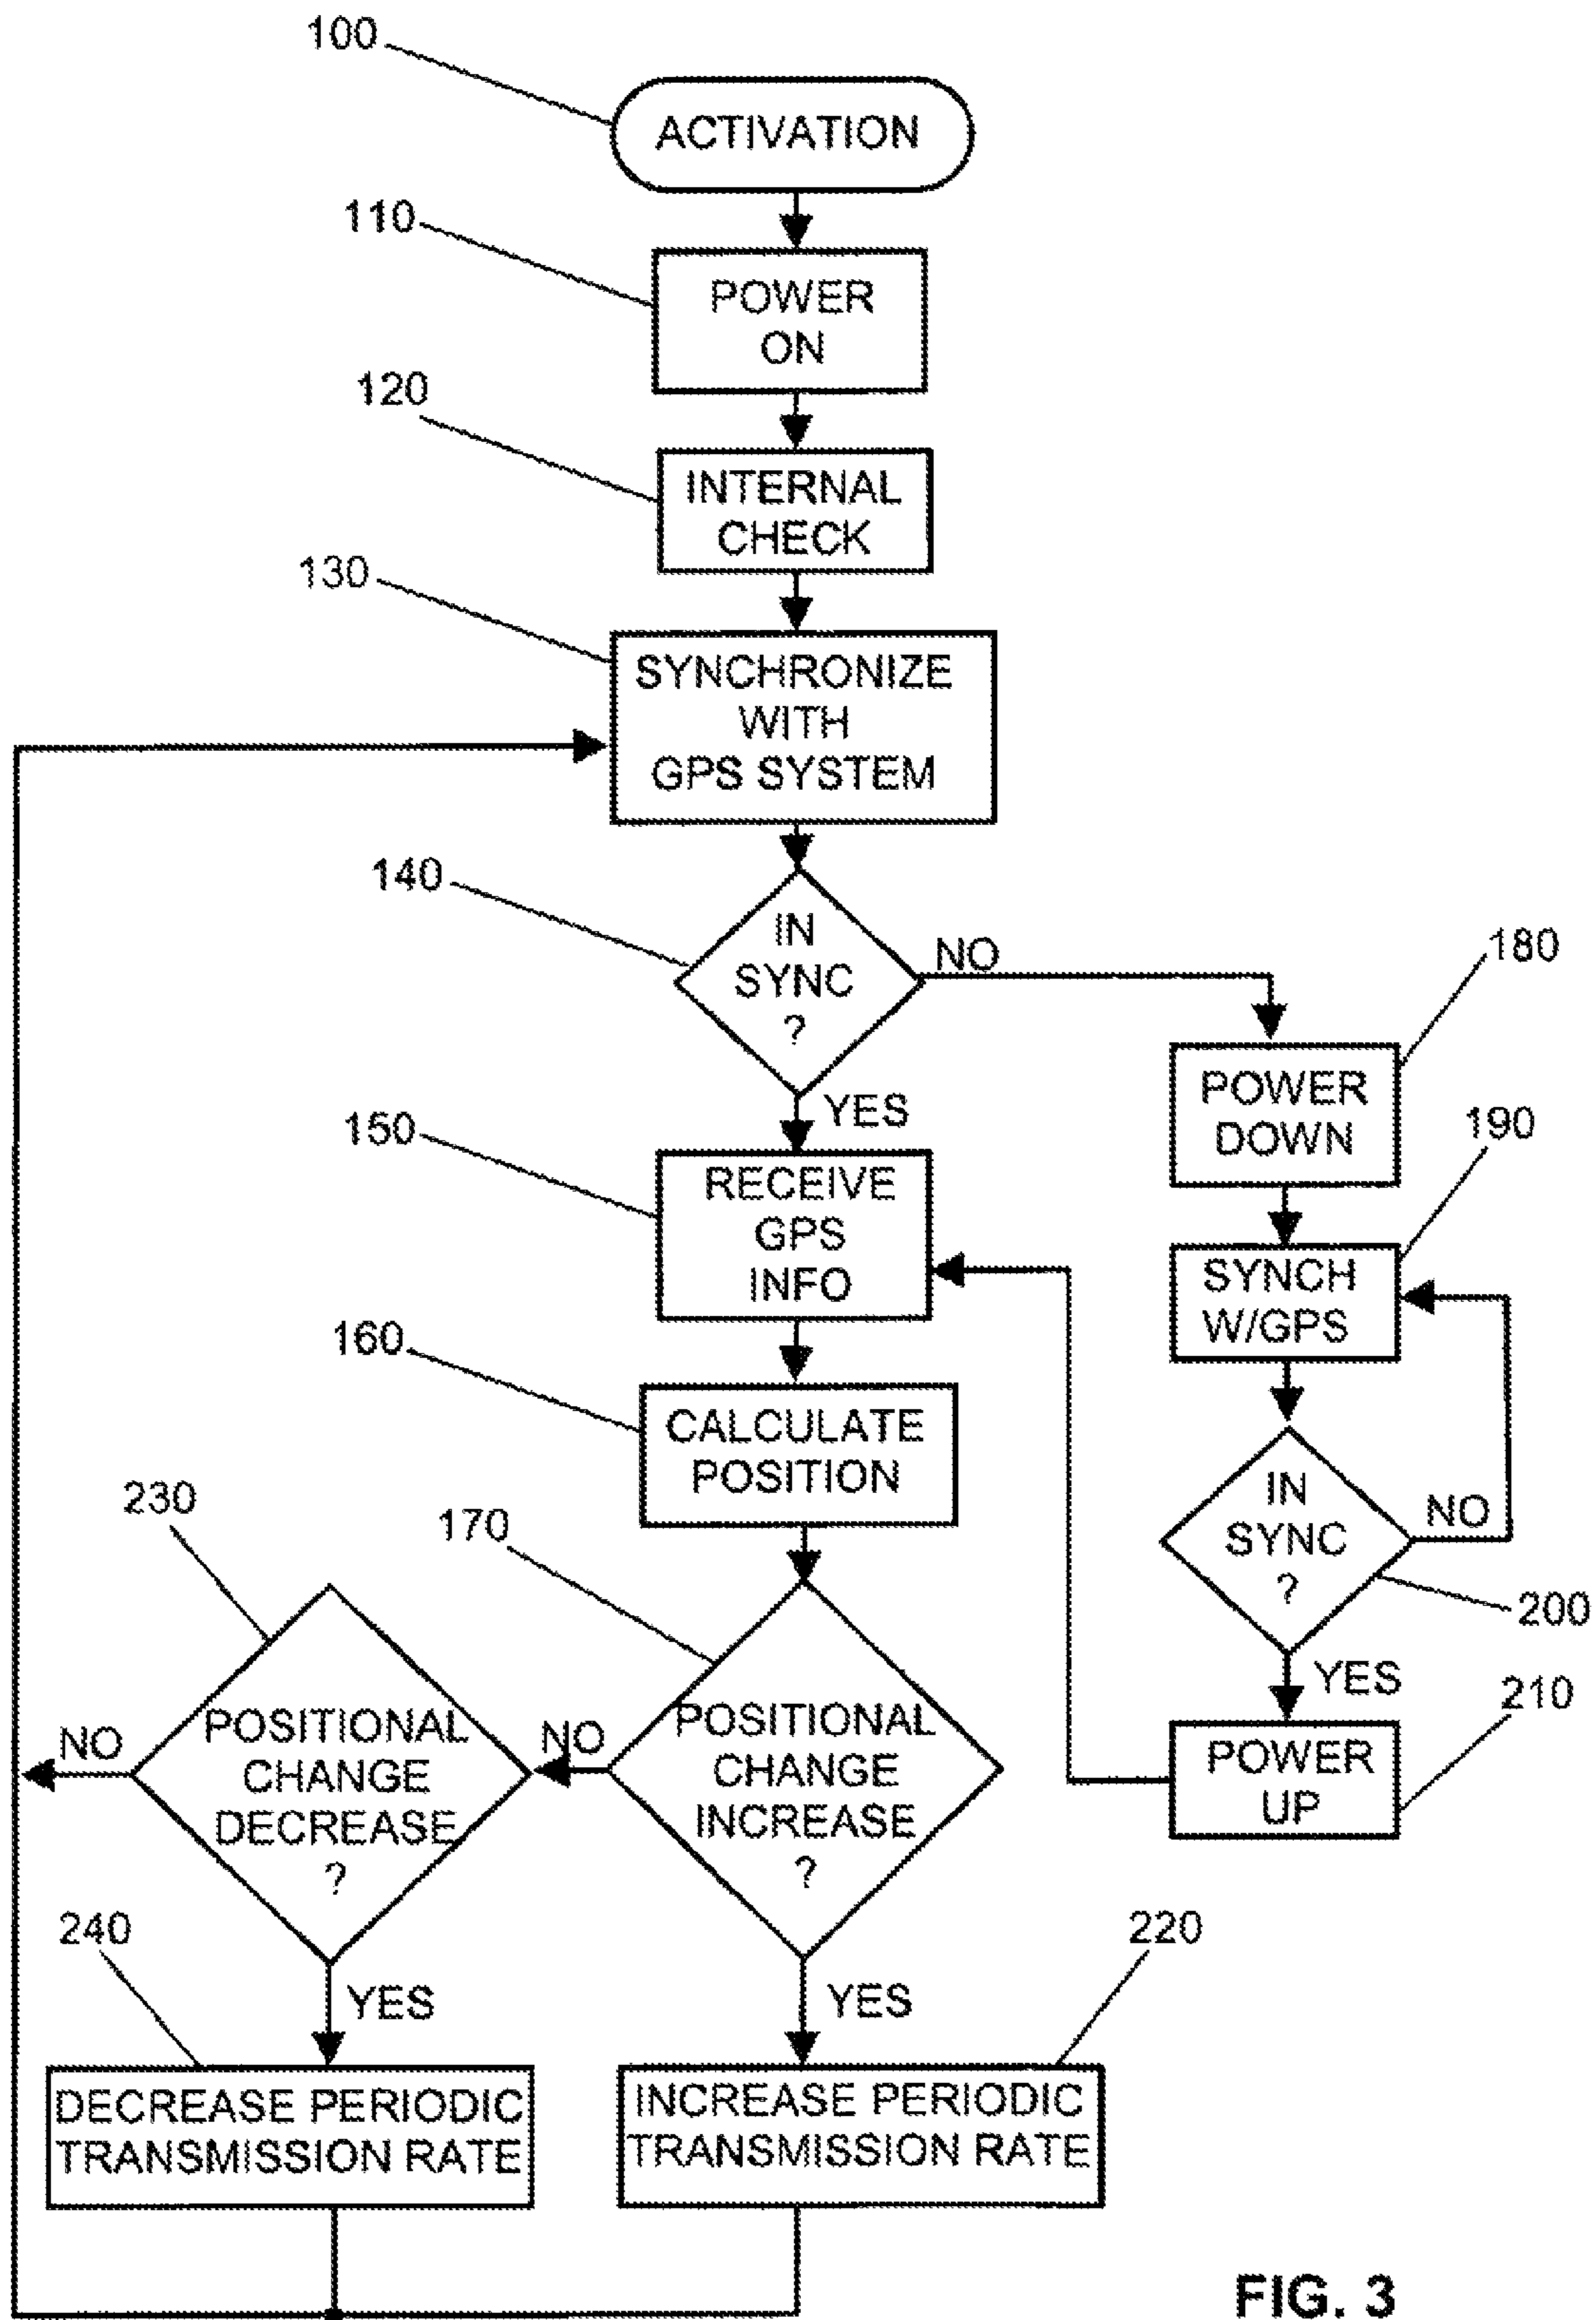 100
ACTIVATION
110
POWER
ON
120
INTERNAL
CHECK
130
SYNCHRONIZE
WITH
GPS SYSTEM
140
IN
SYNC
?
NO
180
POWER
DOWN
YES
150
RECEIVE
GPS
INFO
190
SYNCH
W/GPS
160
CALCULATE
POSITION
IN
SYNC
?
NO
200
YES
210
POWER
UP
170
POSITIONAL
CHANGE
INCREASE
?
NO
230
POSITIONAL
CHANGE
DECREASE
?
NO
240
YES
DECREASE PERIODIC
TRANSMISSION RATE
YES
220
INCREASE PERIODIC
TRANSMISSION RATE
FIG. 3